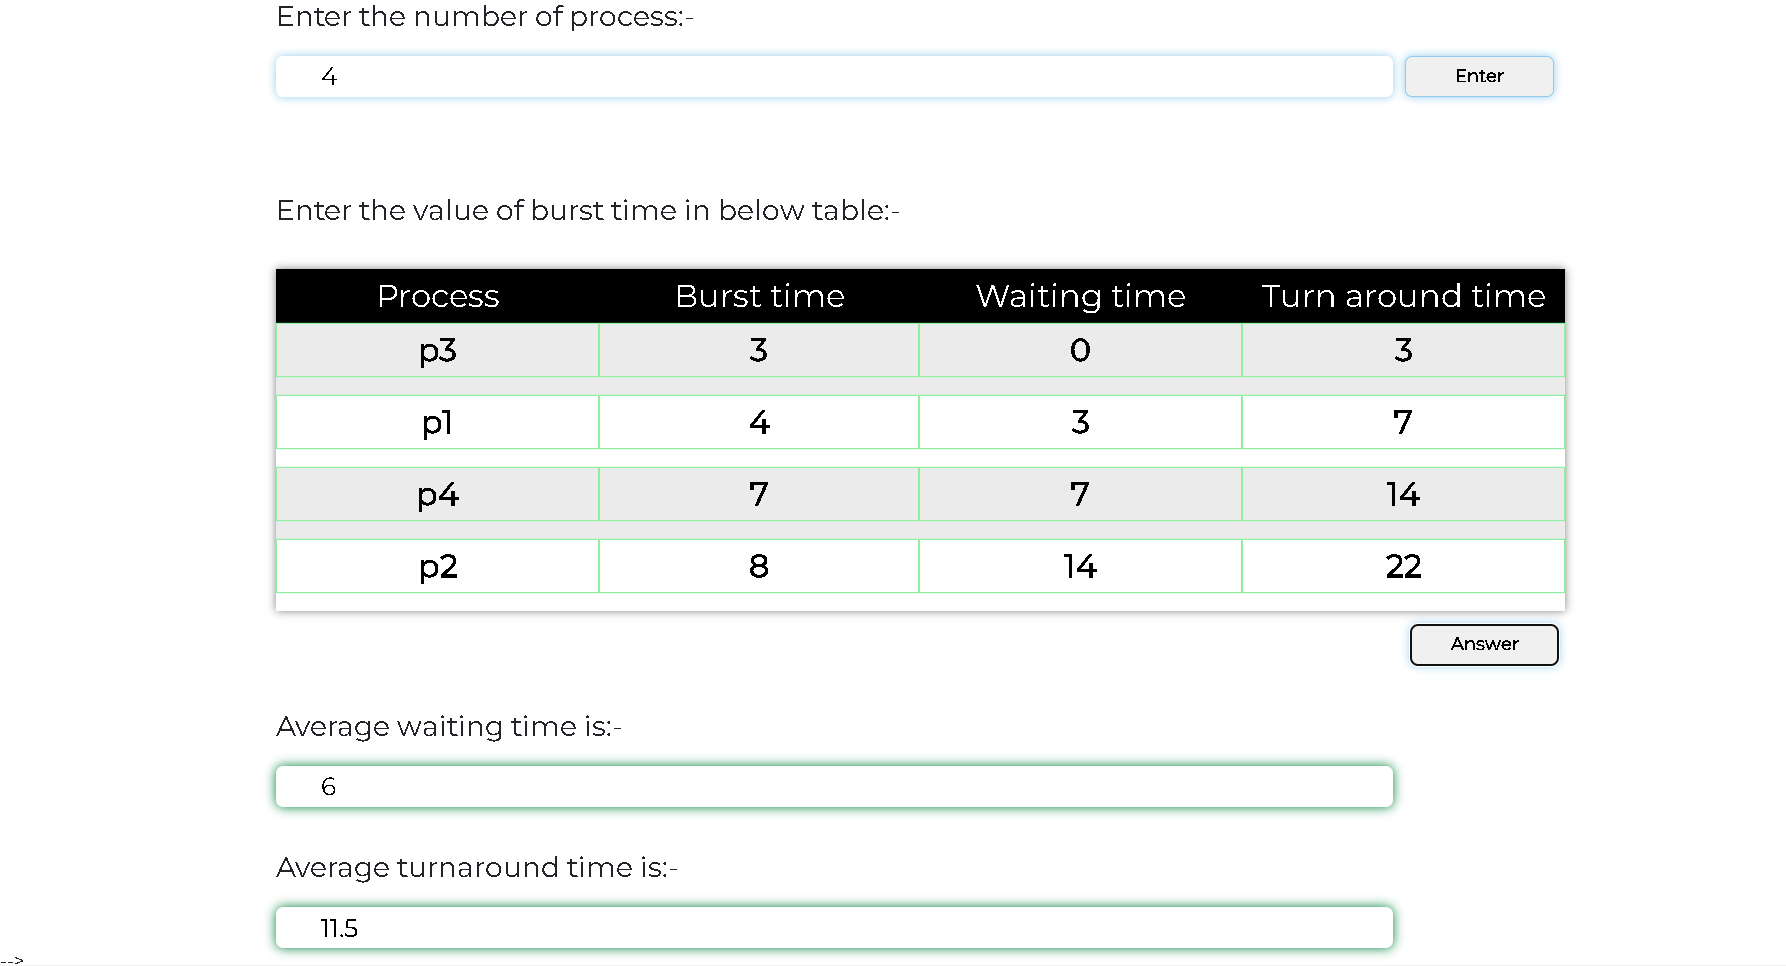 Enter the number of process:-
4 Enter
Enter the value of burst time in below table:-
Process Burst time Waiting time Turn around time
p3 3 0 3
p1 4 3 7
p4 7 7 14
p2 8 14 22
Answer
Average waiting time is:-
6
Average turnaround time is:-
11.5
-->